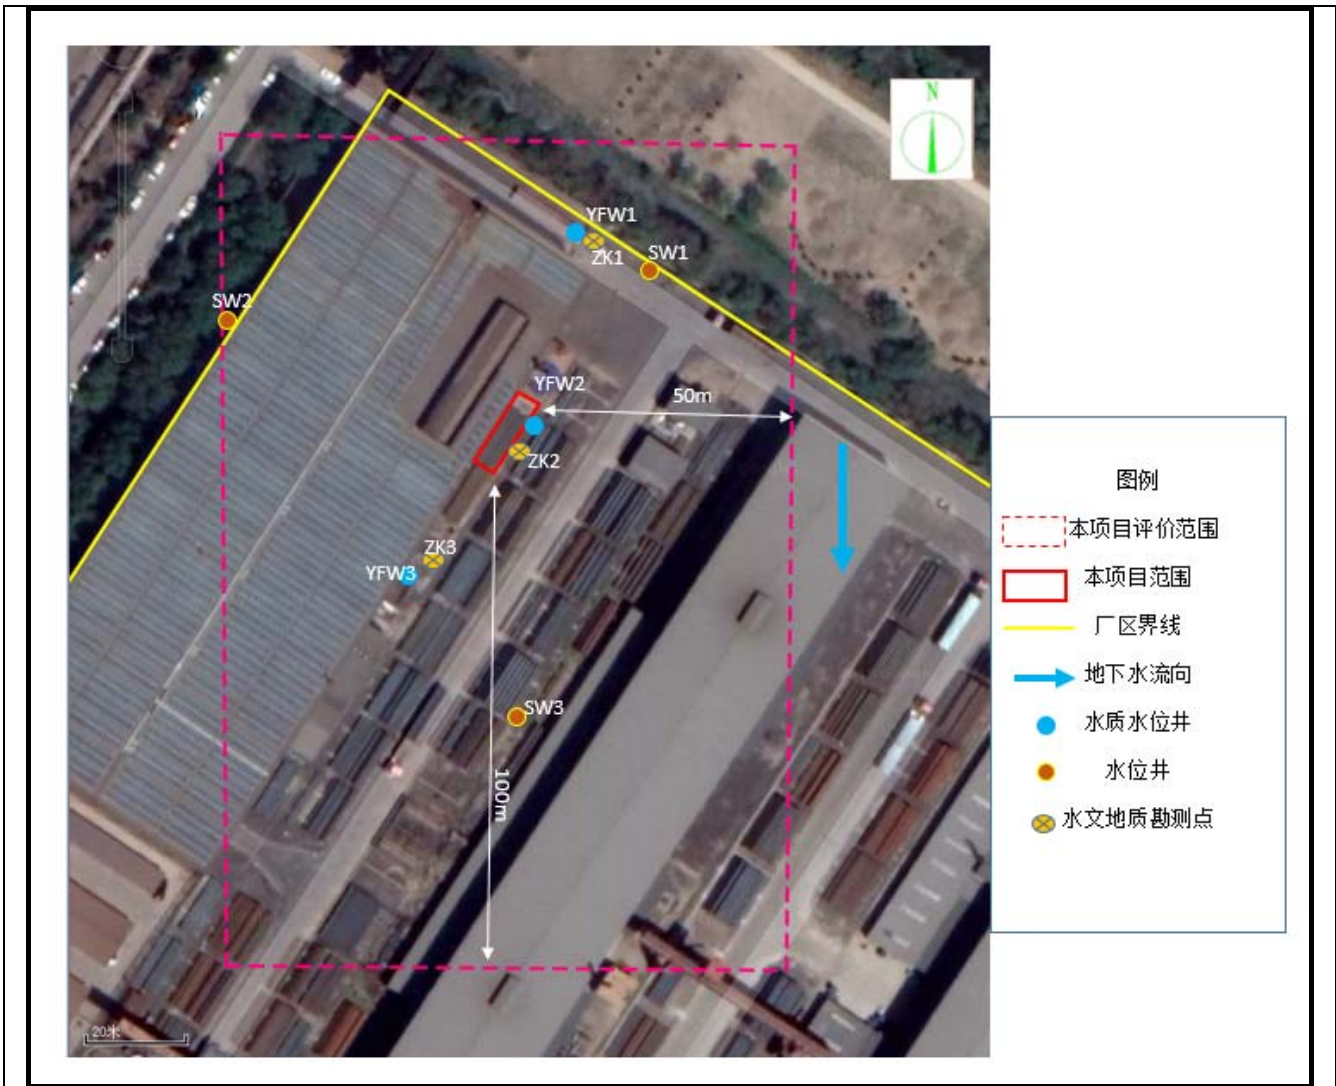 N
YFW1
ZK1
SW1
SW2
YFW2
50m
ZK2
ZK3
YFW3
SW3
100m
20米
图例
本项目评价范围
本项目范围
厂区界线
地下水流向
水质水位井
水位井
水文地质勘测点